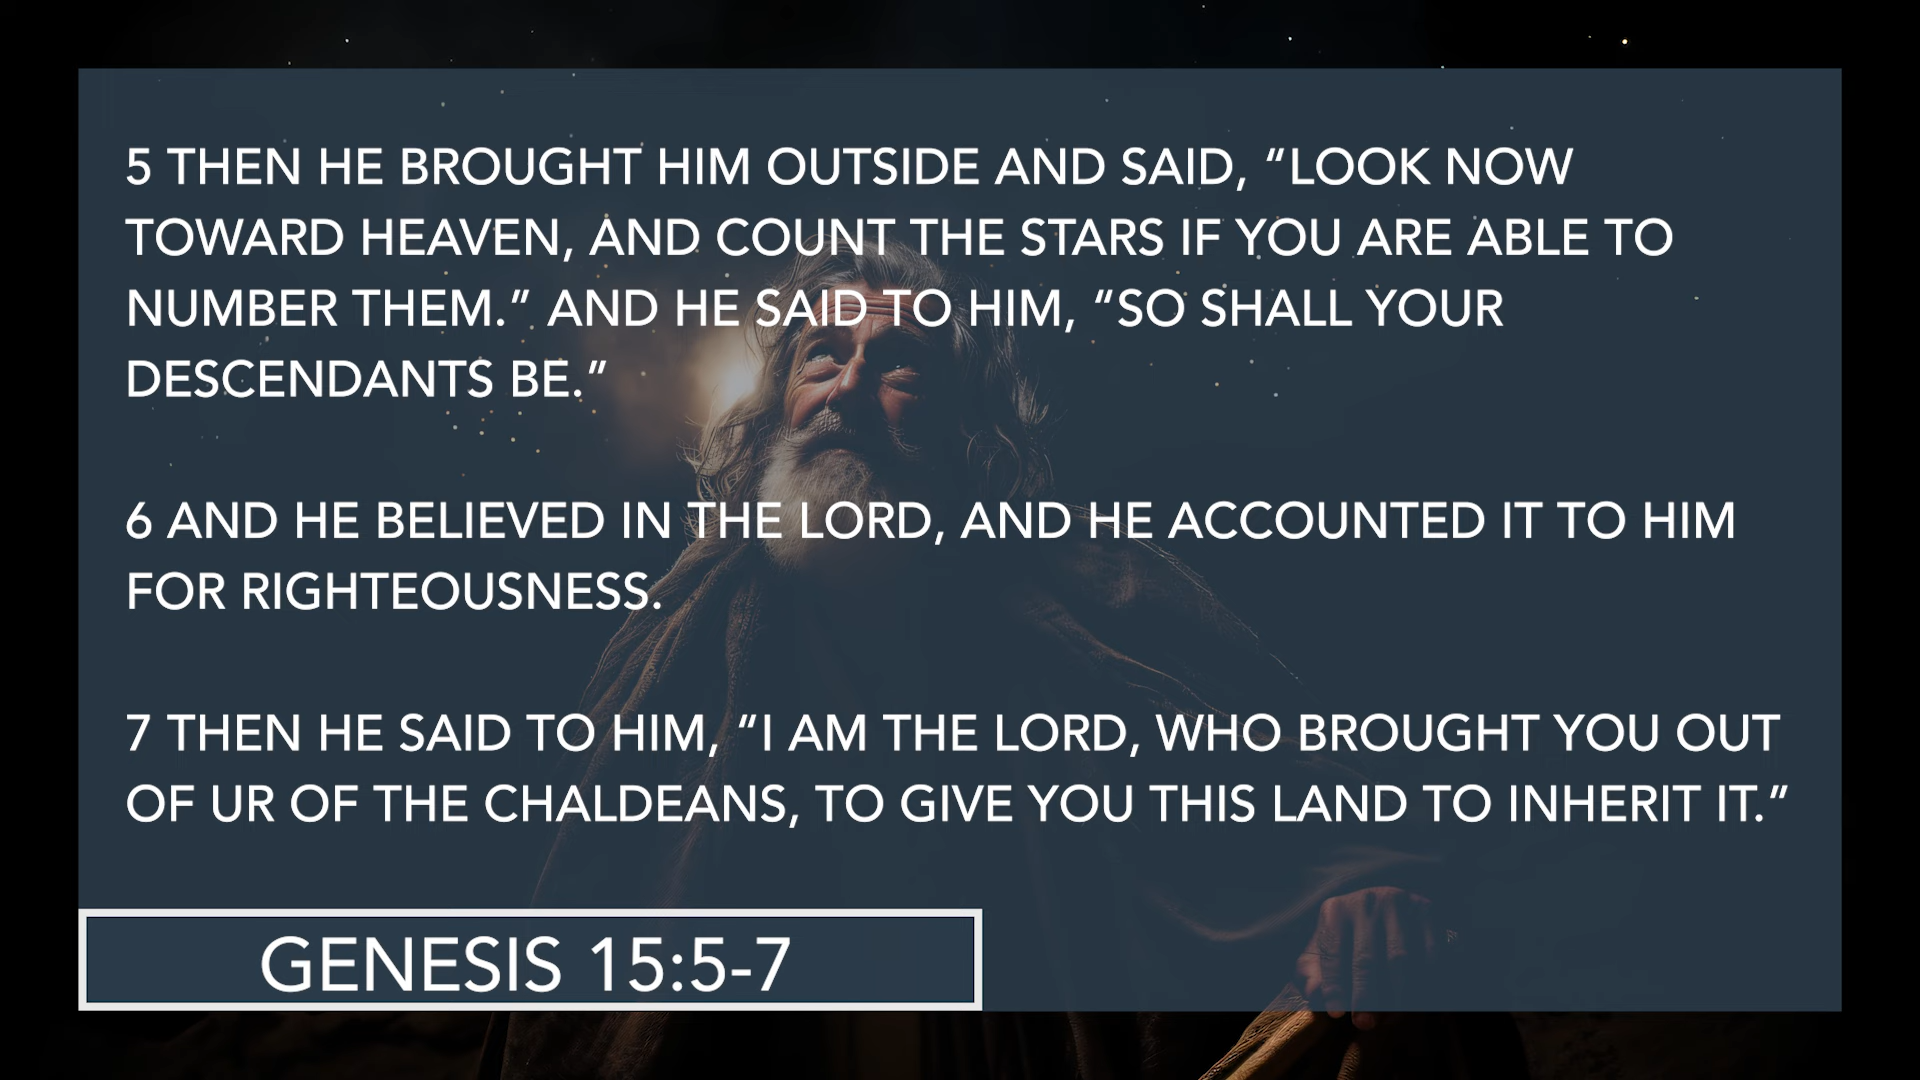 5 THEN HE BROUGHT HIM OUTSIDE AND SAID, “LOOK NOW
TOWARD HEAVEN, AND COUNT THE STARS IF YOU ARE ABLE TO
NUMBER THEM.” AND HE SAID TO HIM, “SO SHALL YOUR
DESCENDANTS BE.”
6 AND HE BELIEVED IN THE LORD, AND HE ACCOUNTED IT TO HIM
FOR RIGHTEOUSNESS.
7 THEN HE SAID TO HIM, “I AM THE LORD, WHO BROUGHT YOU OUT
OF UR OF THE CHALDEANS, TO GIVE YOU THIS LAND TO INHERIT IT.”
GENESIS 15:5-7